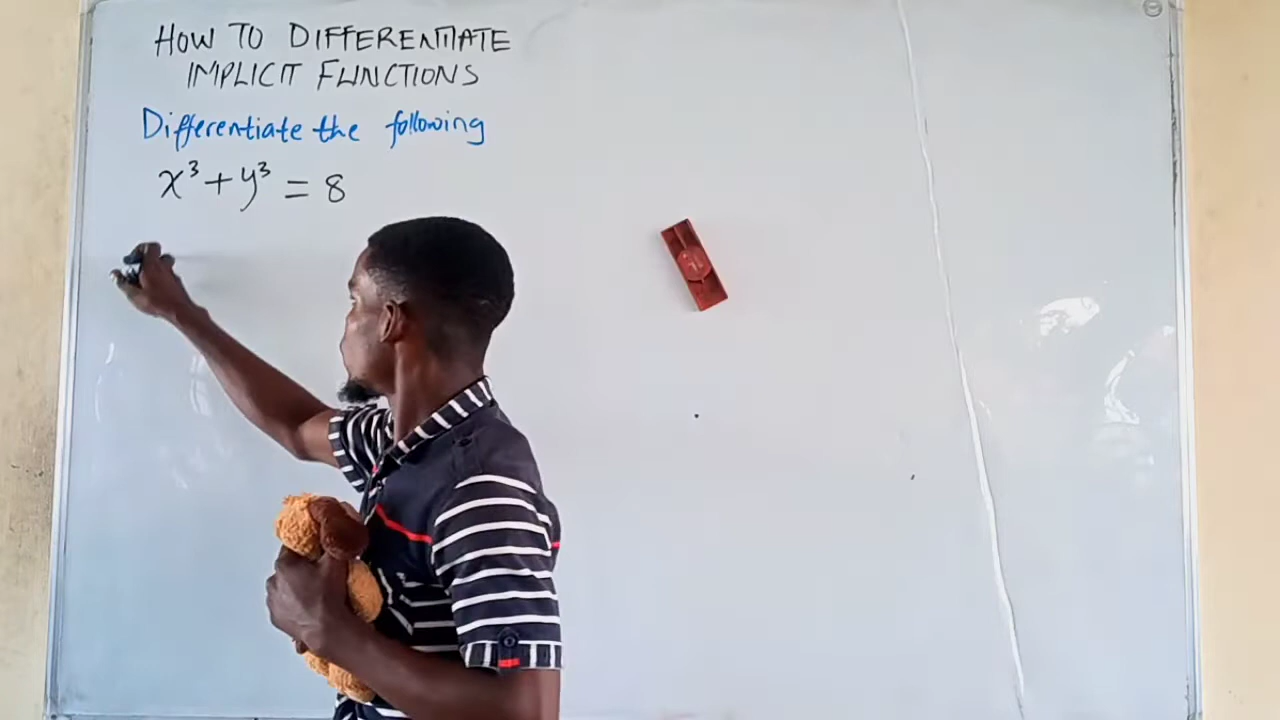 HOW TO DIFFERENTIATE
IMPLICIT FUNCTIONS
Differentiate the following
x³ + y³ = 8